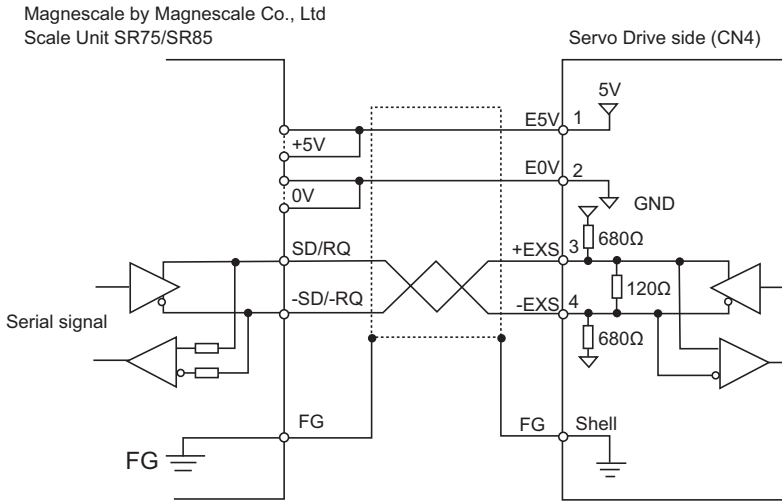 Magnescale by Magnescale Co., Ltd
Scale Unit SR75/SR85
Servo Drive side (CN4)
5V
E5V 1
+5V
E0V 2
0V
GND
680Ω
SD/RQ
+EXS 3
120Ω
-SD/-RQ
-EXS 4
Serial signal
680Ω
FG
FG Shell
FG